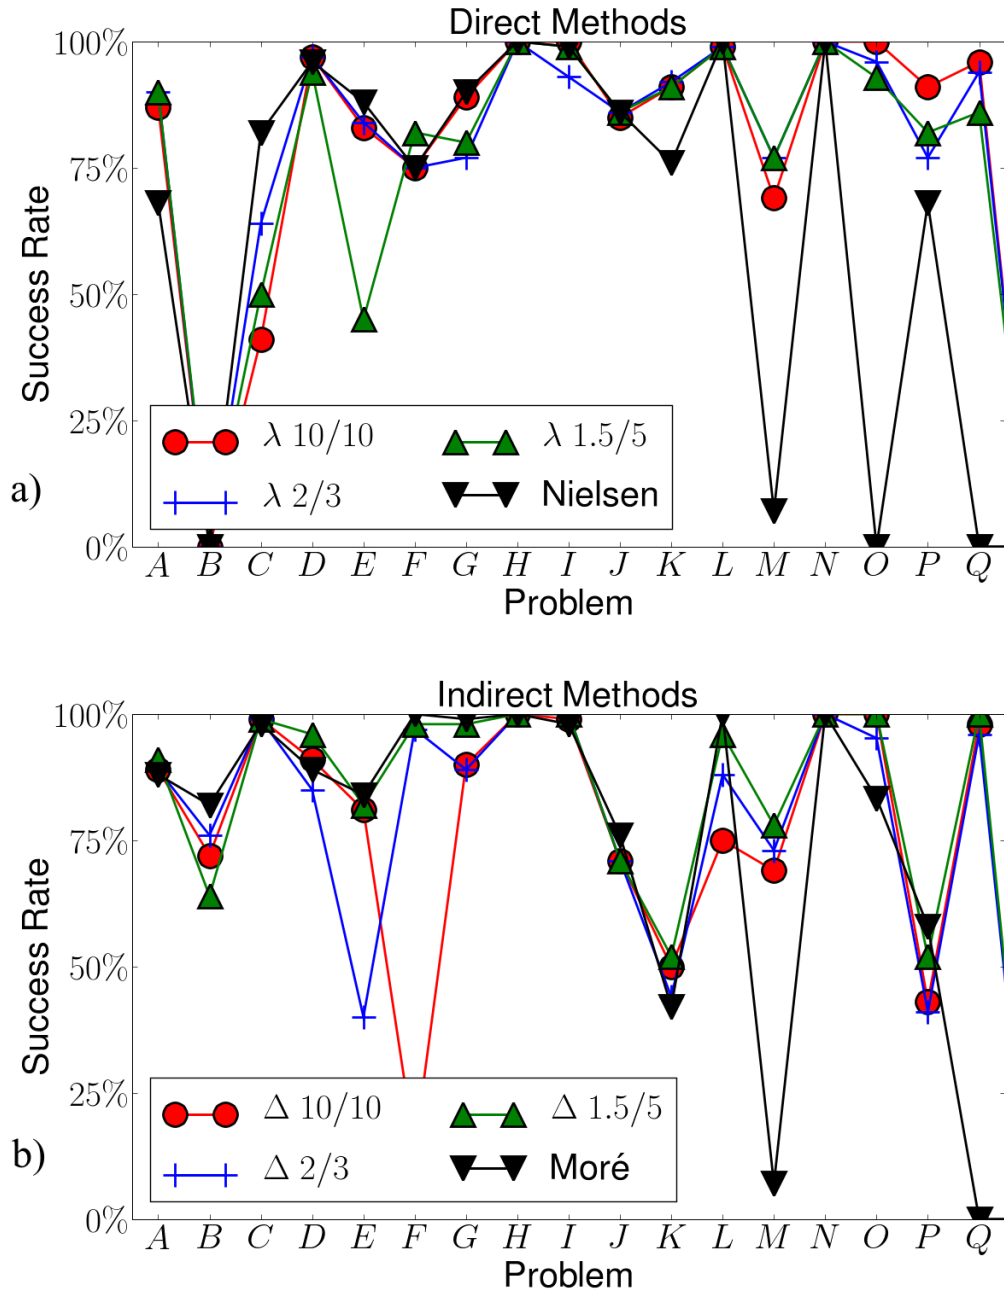 Direct Methods
100%
75%
50%
25%
0%
Success Rate
λ 10/10
λ 1.5/5
λ 2/3
Nielsen
a)
A B C D E F G H I J K L M N O P Q
Problem
Indirect Methods
100%
75%
50%
25%
0%
Success Rate
Δ 10/10
Δ 1.5/5
Δ 2/3
Moré
b)
A B C D E F G H I J K L M N O P Q
Problem